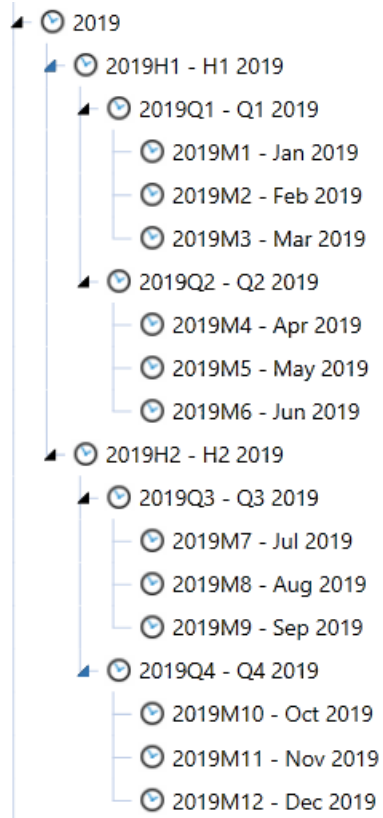 2019
2019H1 - H1 2019
2019Q1 - Q1 2019
2019M1 - Jan 2019
2019M2 - Feb 2019
2019M3 - Mar 2019
2019Q2 - Q2 2019
2019M4 - Apr 2019
2019M5 - May 2019
2019M6 - Jun 2019
2019H2 - H2 2019
2019Q3 - Q3 2019
2019M7 - Jul 2019
2019M8 - Aug 2019
2019M9 - Sep 2019
2019Q4 - Q4 2019
2019M10 - Oct 2019
2019M11 - Nov 2019
2019M12 - Dec 2019